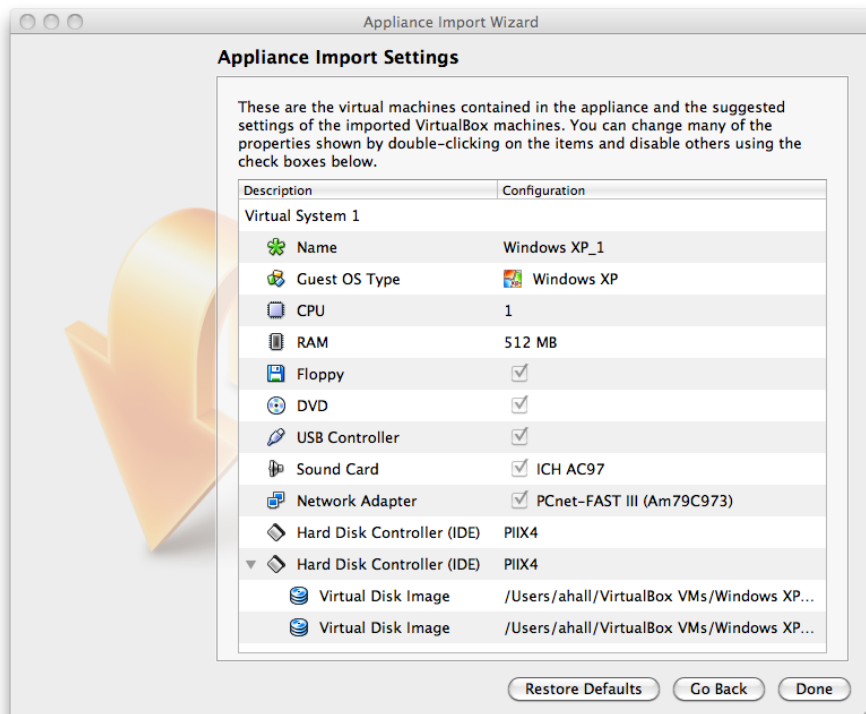 Appliance Import Wizard
Appliance Import Settings
These are the virtual machines contained in the appliance and the suggested
settings of the imported VirtualBox machines. You can change many of the
properties shown by double-clicking on the items and disable others using the
check boxes below.
Description Configuration
Virtual System 1
Name Windows XP_1
Guest OS Type Windows XP
CPU 1
RAM 512 MB
Floppy
DVD
USB Controller
Sound Card ICH AC97
Network Adapter PCnet-FAST III (Am79C973)
Hard Disk Controller (IDE) PIIX4
Hard Disk Controller (IDE) PIIX4
Virtual Disk Image /Users/ahall/VirtualBox VMs/Windows XP...
Virtual Disk Image /Users/ahall/VirtualBox VMs/Windows XP...
Restore Defaults Go Back Done